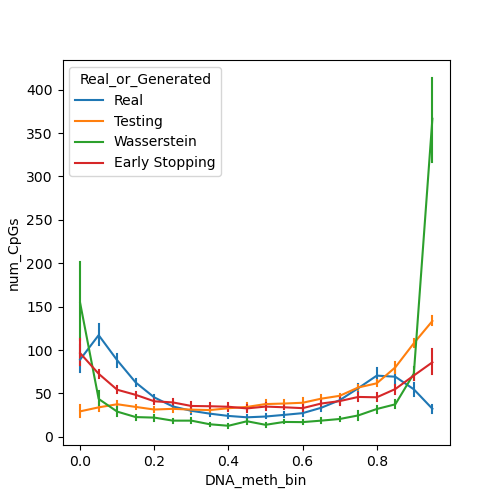 Real_or_Generated
Real
Testing
Wasserstein
Early Stopping
400
350
300
250
200
150
100
50
0
num_CpGs
0.0 0.2 0.4 0.6 0.8
DNA_meth_bin